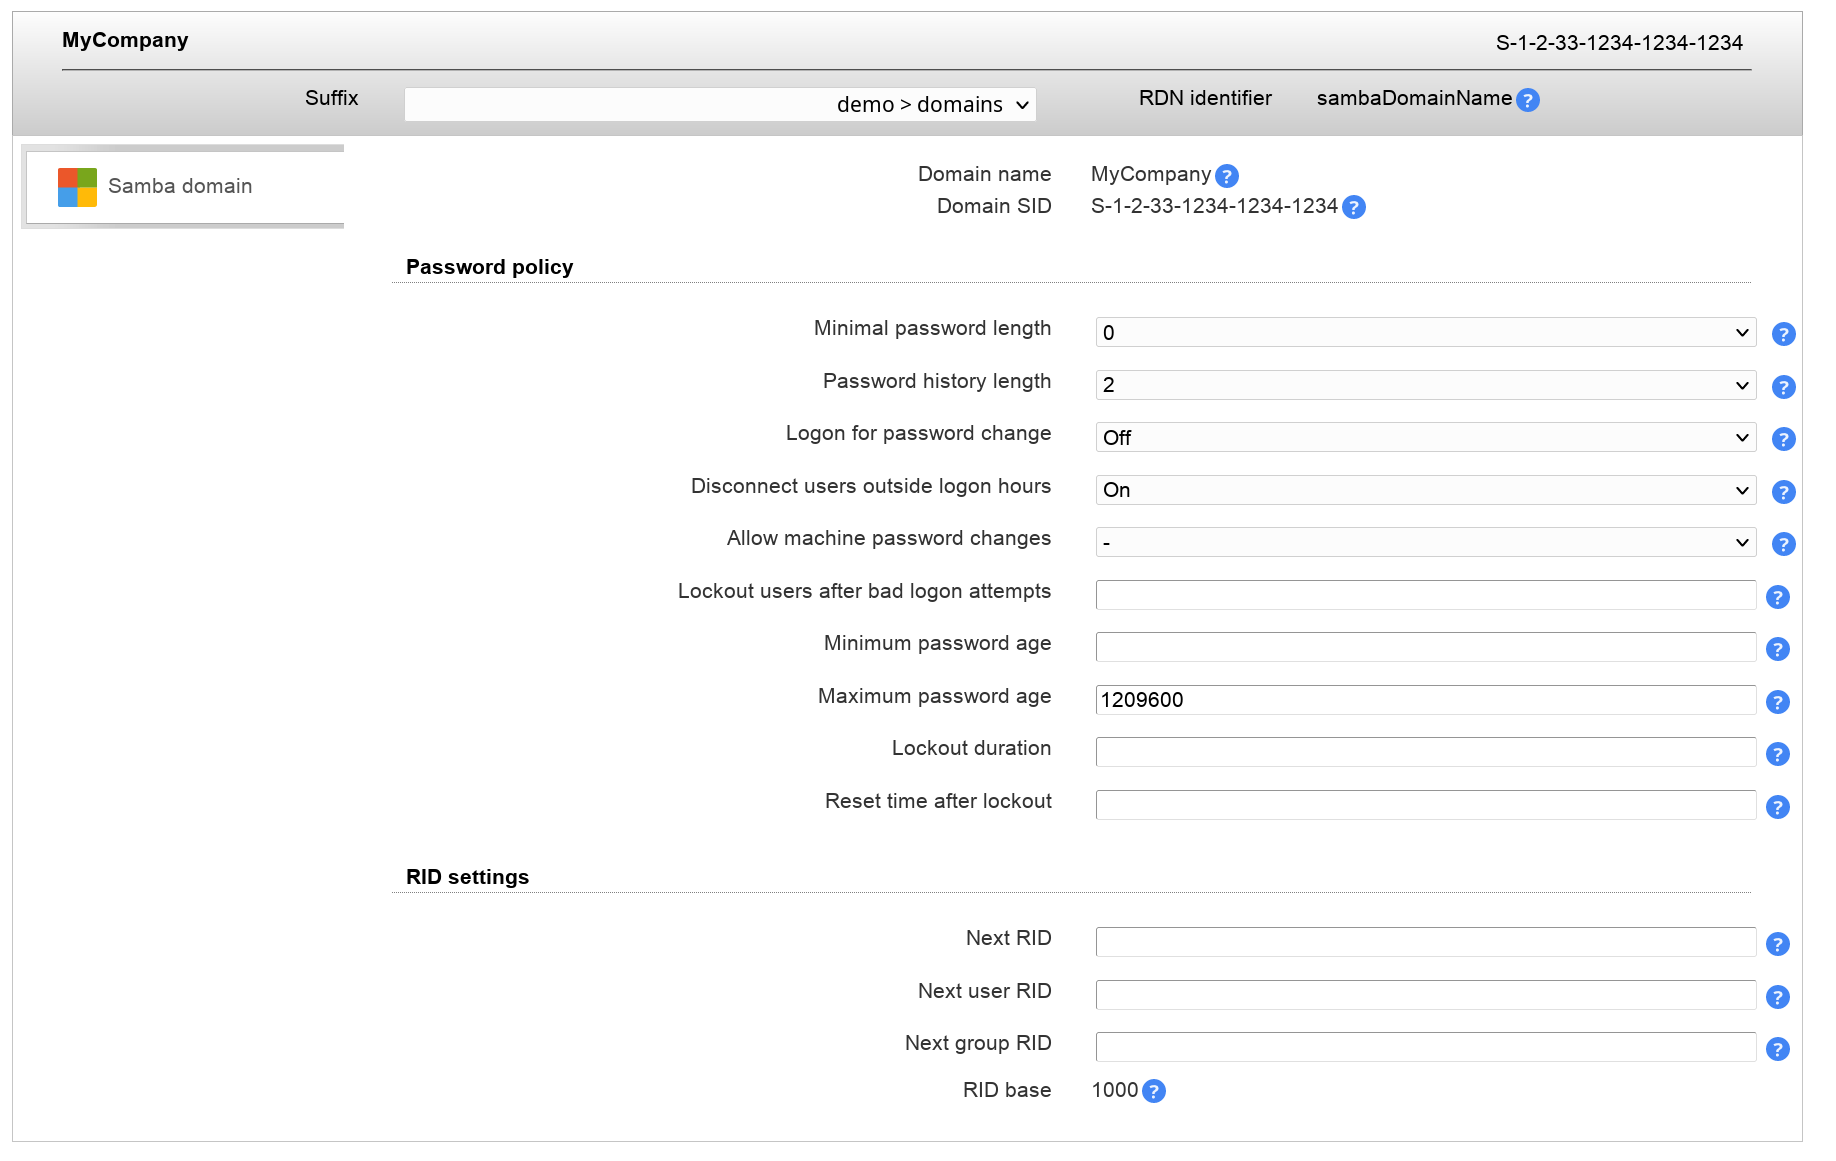 MyCompany S-1-2-33-1234-1234-1234
Suffix demo > domains RDN identifier sambaDomainName ?
Samba domain
Domain name MyCompany ?
Domain SID S-1-2-33-1234-1234-1234 ?
Password policy
Minimal password length 0 ?
Password history length 2 ?
Logon for password change Off ?
Disconnect users outside logon hours On ?
Allow machine password changes - ?
Lockout users after bad logon attempts ?
Minimum password age ?
Maximum password age 1209600 ?
Lockout duration ?
Reset time after lockout ?
RID settings
Next RID ?
Next user RID ?
Next group RID ?
RID base 1000 ?